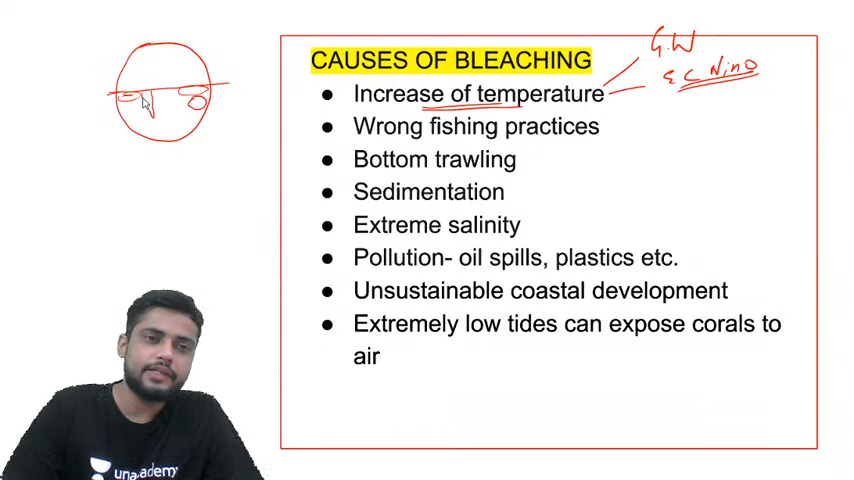 G.W
EL Nino
CAUSES OF BLEACHING
● Increase of temperature
● Wrong fishing practices
● Bottom trawling
● Sedimentation
● Extreme salinity
● Pollution- oil spills, plastics etc.
● Unsustainable coastal development
● Extremely low tides can expose corals to
air
unacademy